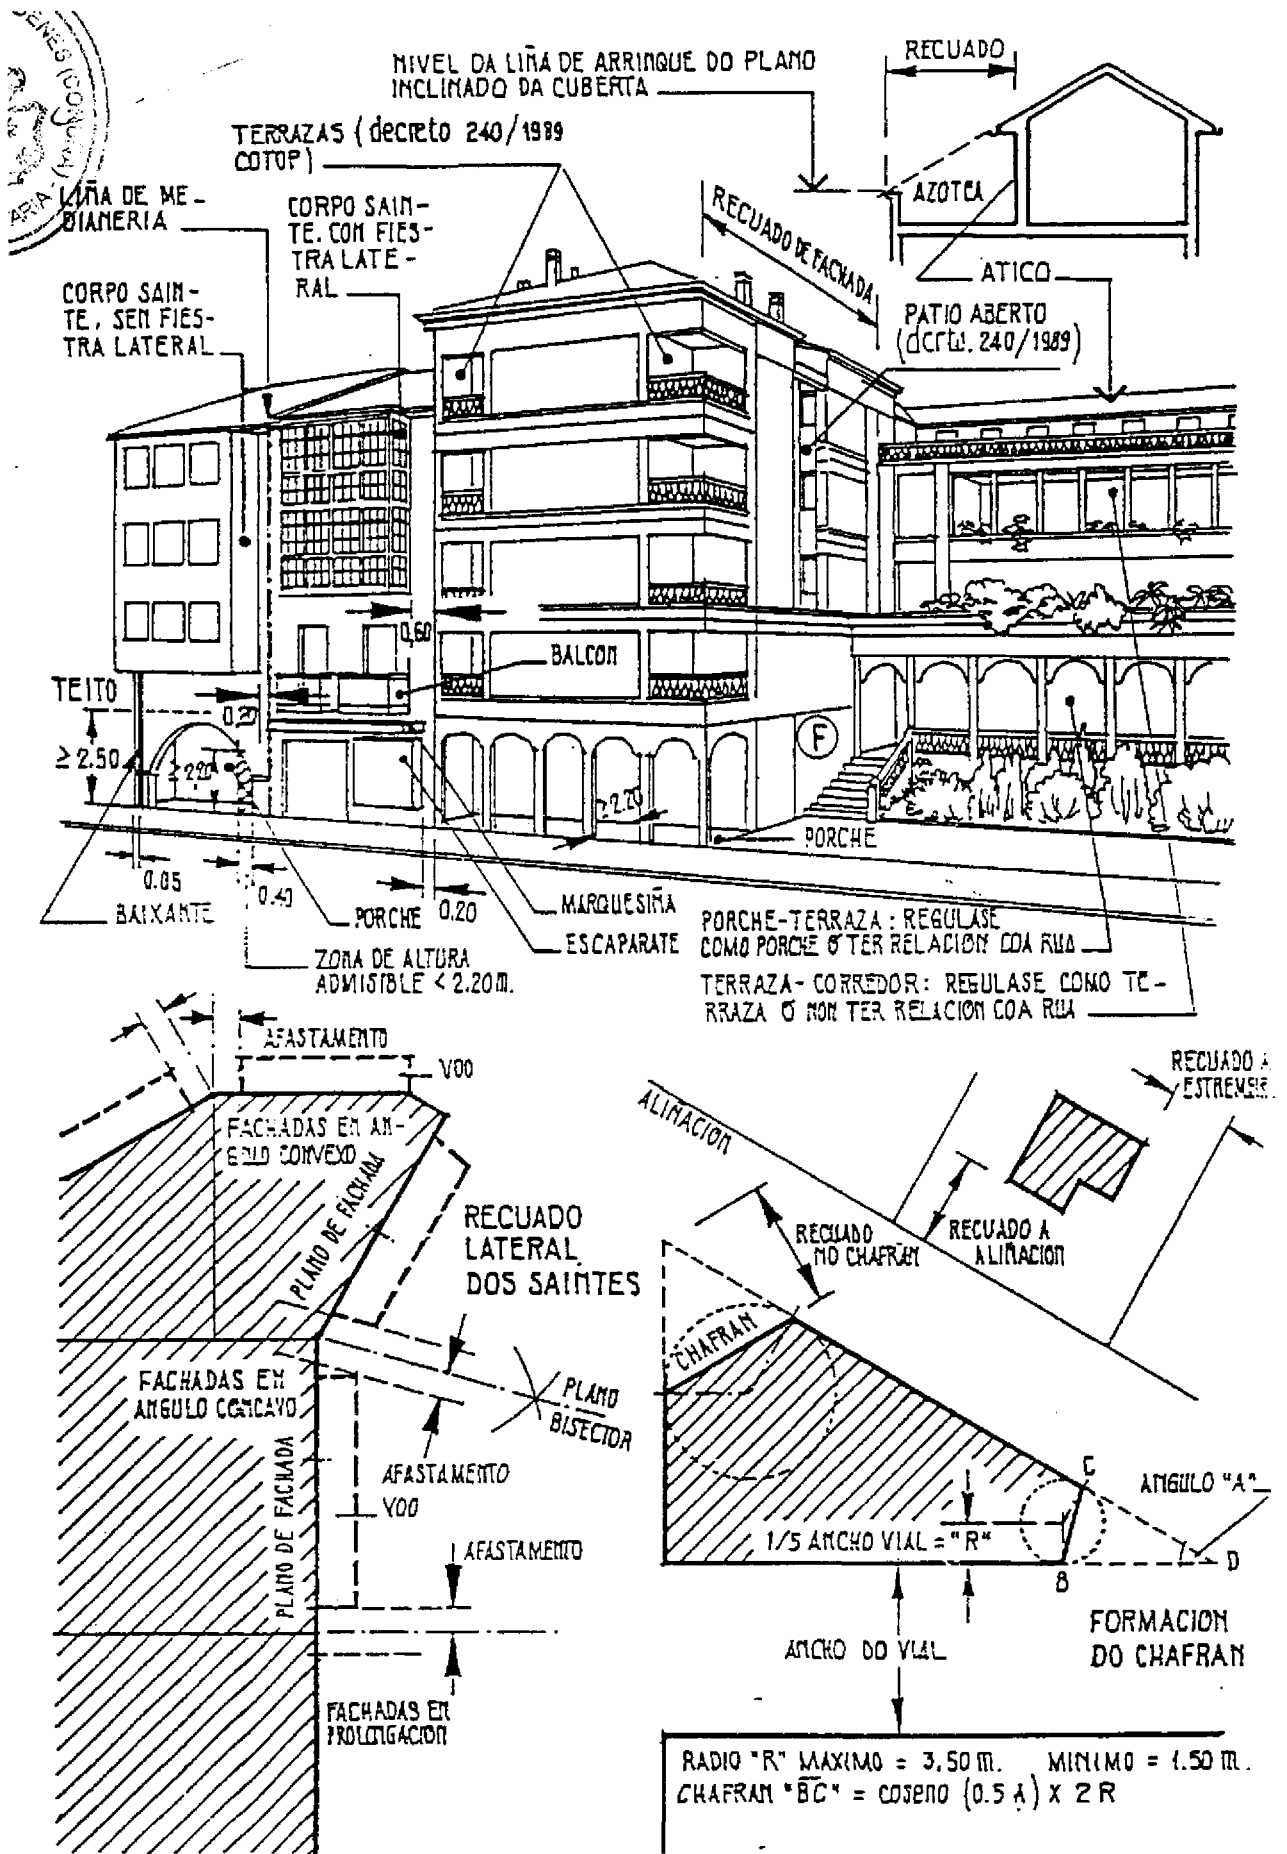 NIVEL DA LIÑA DE ARRINQUE DO PLANO
INCLINADO DA CUBERTA
RECUADO
TERRAZAS (decreto 240/1989
COTOP)
AZOTEA
LIÑA DE ME-
DIANERIA
CORPO SAIN-
TE. CON FIES-
TRA LATE-
RAL
RECUADO DE FACHADA
ATICO
CORPO SAIN-
TE, SEN FIES-
TRA LATERAL
PATIO ABERTO
240/1989)
0,60
BALCON
TEITO
0.20
≥ 2.50
F
≥ 2.20
PORCHE
0.05
0.40
BAIXANTE
PORCHE
0.20
MARQUESIÑA
ESCAPARATE
ZONA DE ALTURA
ADMISIBLE < 2.20 m.
PORCHE-TERRAZA: REGULASE
COMO PORCHE O TER RELACION COA RUA
TERRAZA-CORREDOR: REGULASE COMO TE-
RRAZA O NON TER RELACION COA RUA
AFASTAMENTO
VOO
FACHADAS EN AN-
GULO CONVEXO
PLANO DE FACHADA
RECUADO
LATERAL
DOS SAINTES
FACHADAS EN
ANGULO CONCAVO
PLANO
BISECTOR
PLANO DE FACHADA
AFASTAMENTO
VOO
AFASTAMENTO
FACHADAS EN
PROLONGACION
ALIÑACION
RECUADO A
RECUADO
NO CHAFRAN
RECUADO A
ALIÑACION
CHAFRAN
C
ANGULO "A"
1/5 ANCHO VIAL = "R"
B
D
ANCHO DO VIAL
FORMACION
DO CHAFRAN
RADIO "R" MAXIMO = 3.50 m. MINIMO = 1.50 m.
CHAFRAN "BC" = coseno (0.5 A) X 2 R